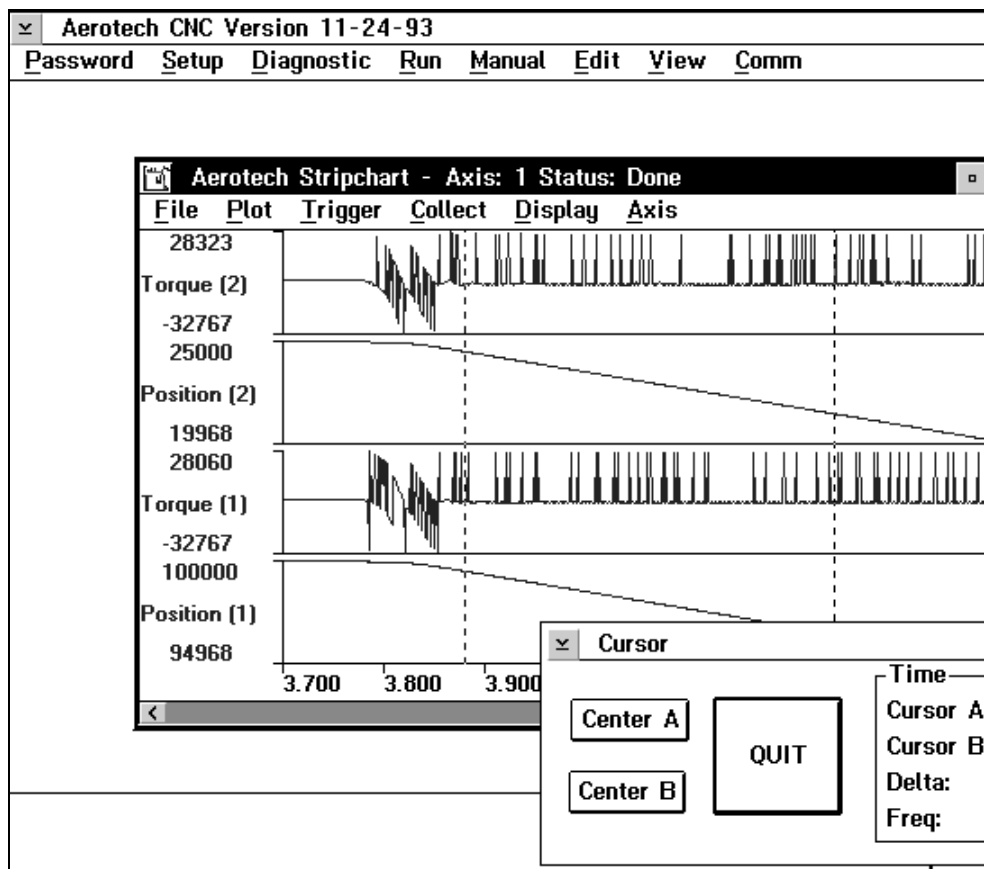 Aerotech CNC Version 11-24-93
Password Setup Diagnostic Run Manual Edit View Comm
Aerotech Stripchart - Axis: 1 Status: Done
File Plot Trigger Collect Display Axis
28323
Torque (2)
-32767
25000
Position (2)
19968
28060
Torque (1)
-32767
100000
Position (1)
94968
3.700 3.800 3.900
Cursor
Center A
Center B
QUIT
Time
Cursor A
Cursor B
Delta:
Freq: